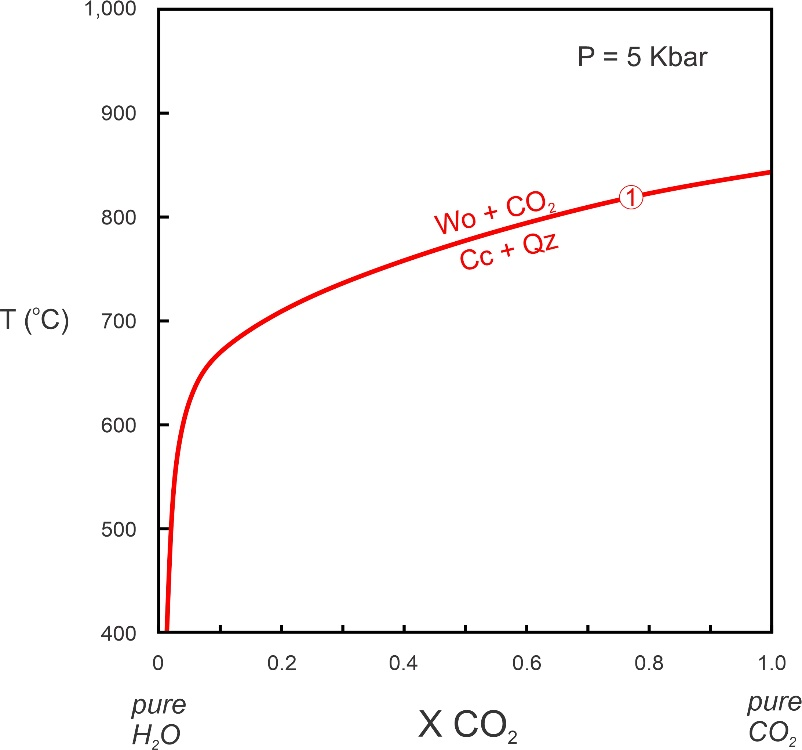 1,000
P = 5 Kbar
900
800
Wo + CO₂
1
Cc + Qz
T (°C)
700
600
500
400
0
0.2
0.4
0.6
0.8
1.0
pure
H₂O
X CO₂
pure
CO₂